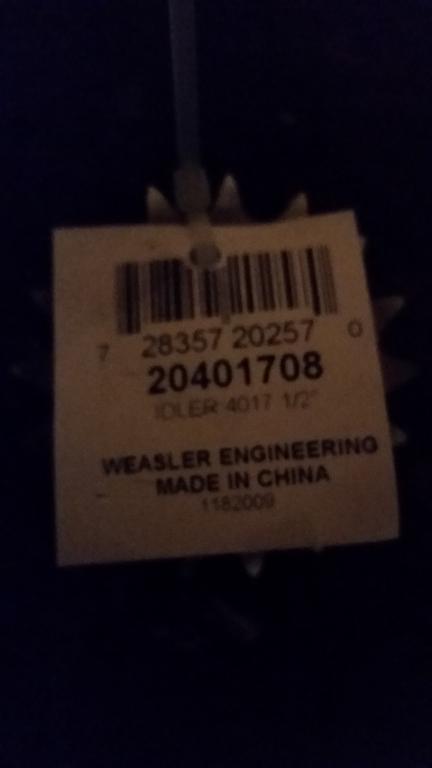 7 28357 20257 0
20401708
IDLER 4017 1/2"
WEASLER ENGINEERING
MADE IN CHINA
1182009